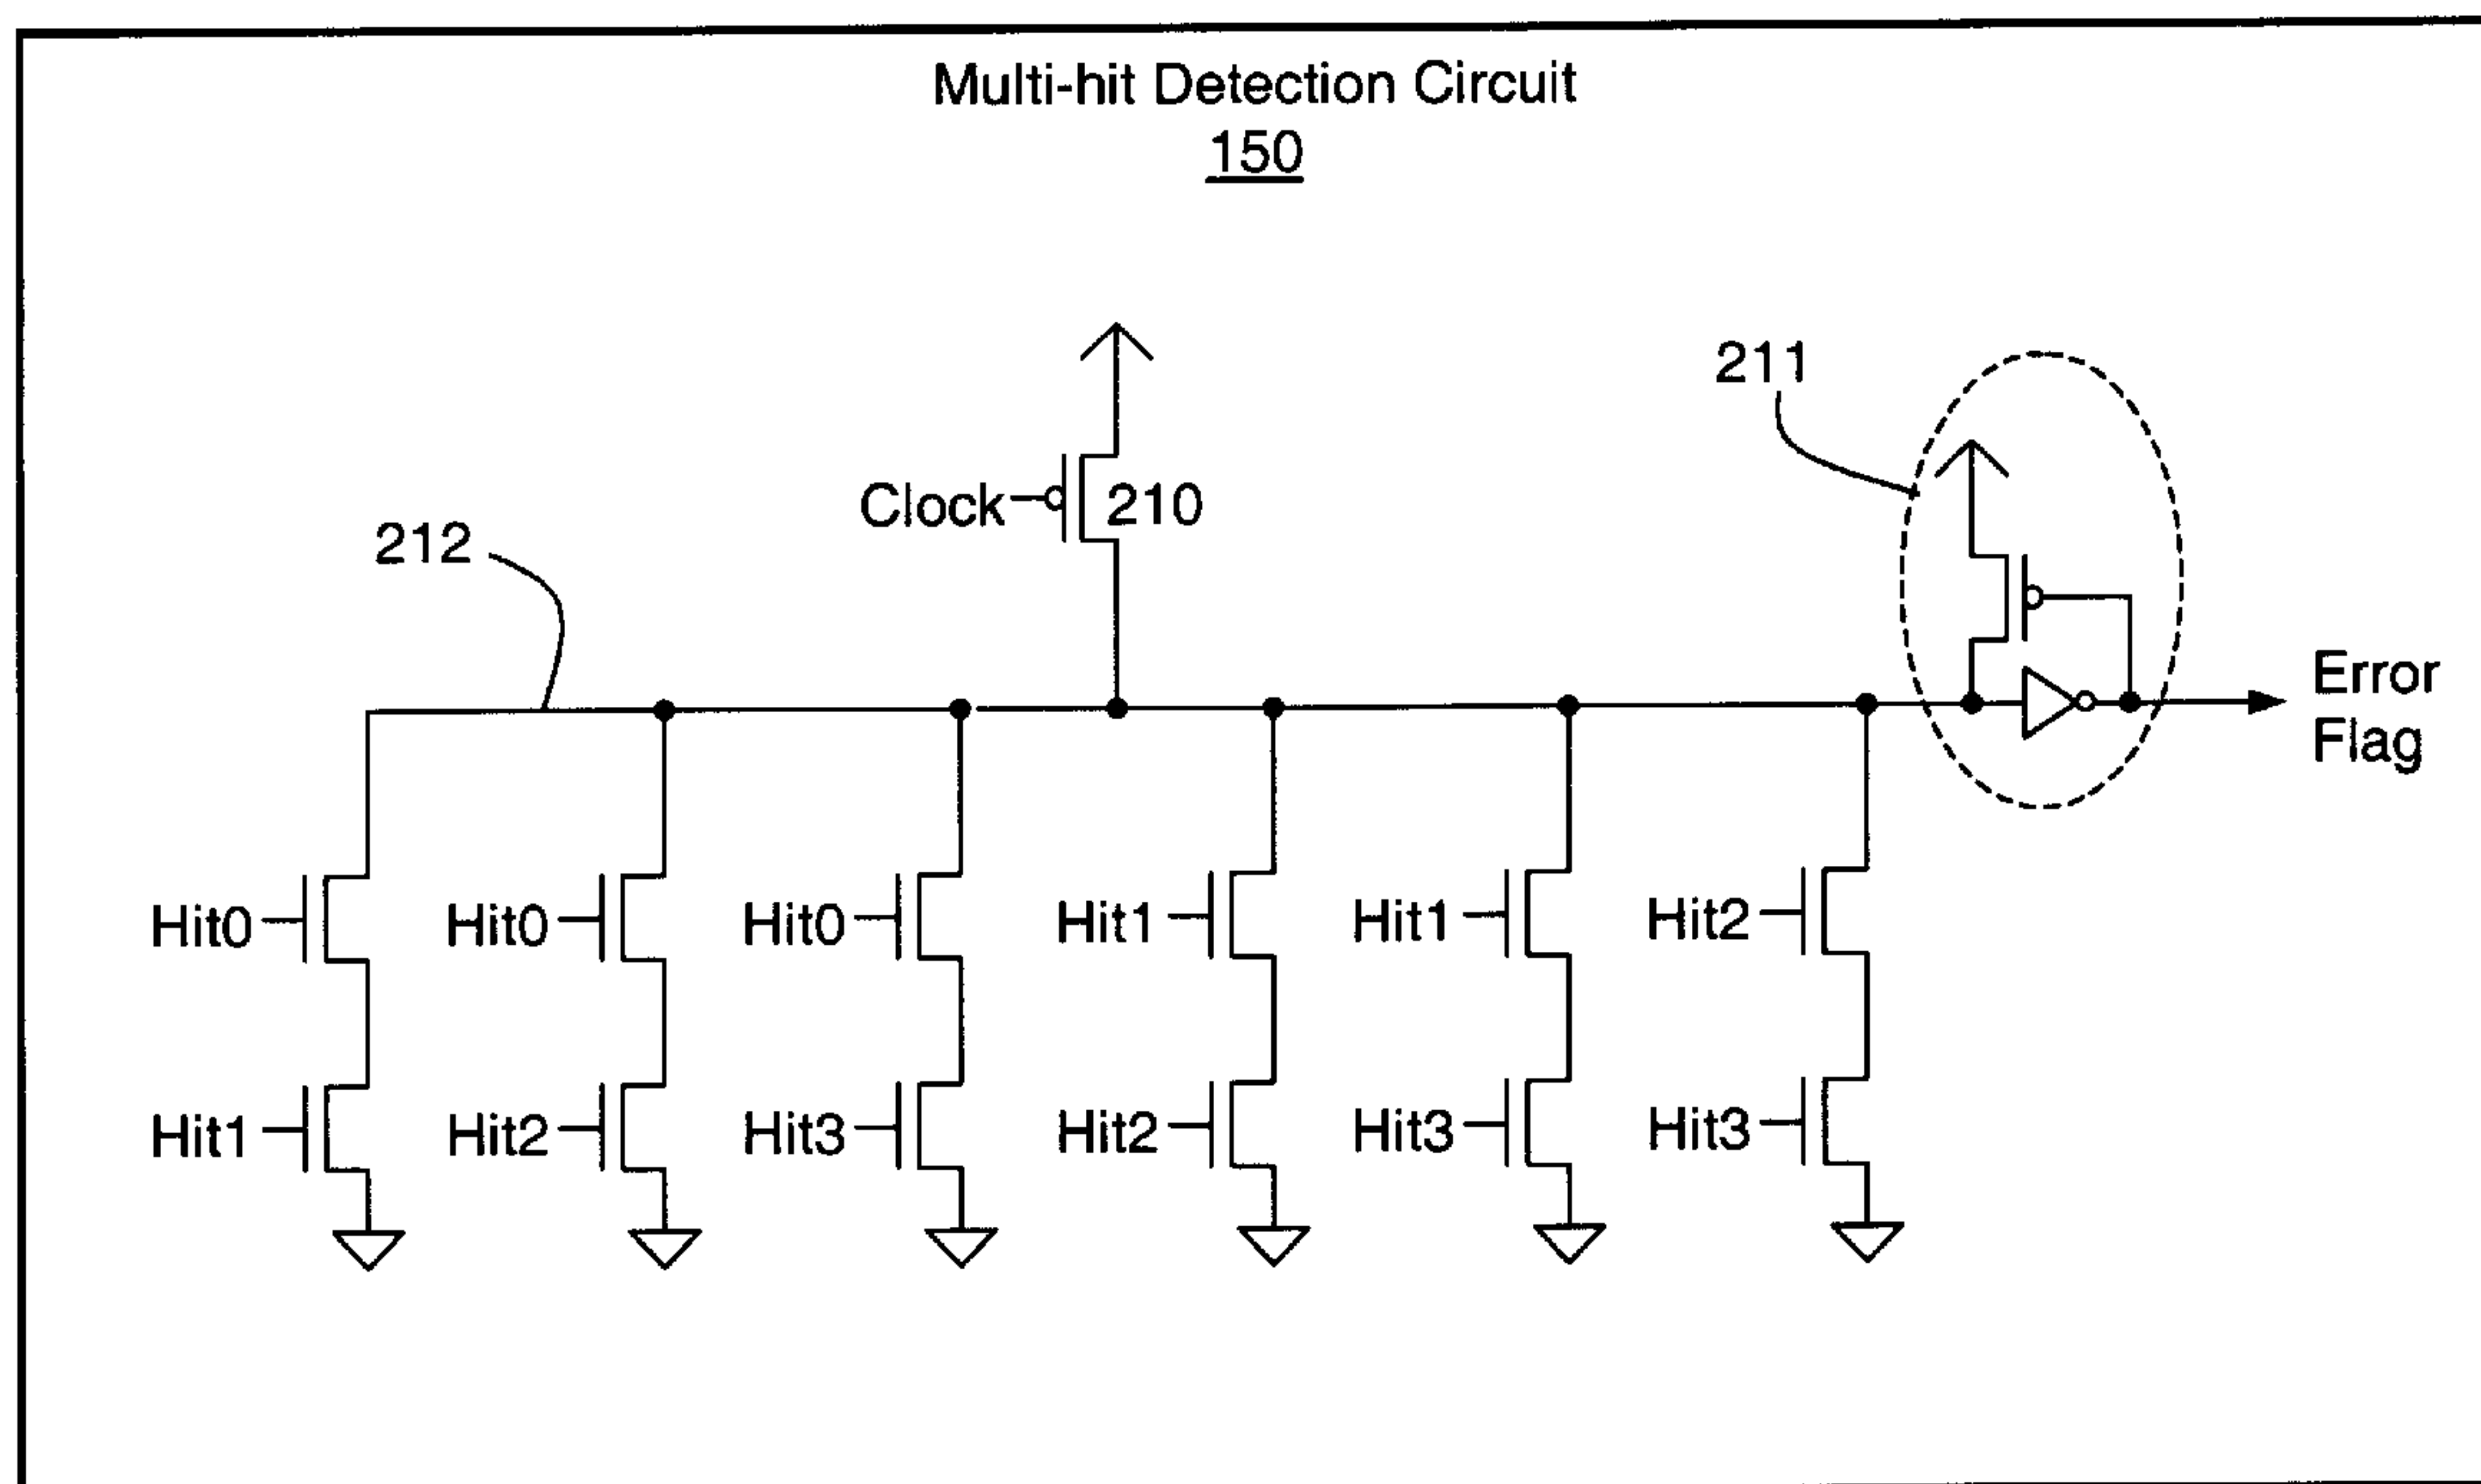 Multi-hit Detection Circuit
150
211
Clock
210
212
Error
Flag
Hit0
Hit0
Hit0
Hit1
Hit1
Hit2
Hit1
Hit2
Hit3
Hit2
Hit3
Hit3